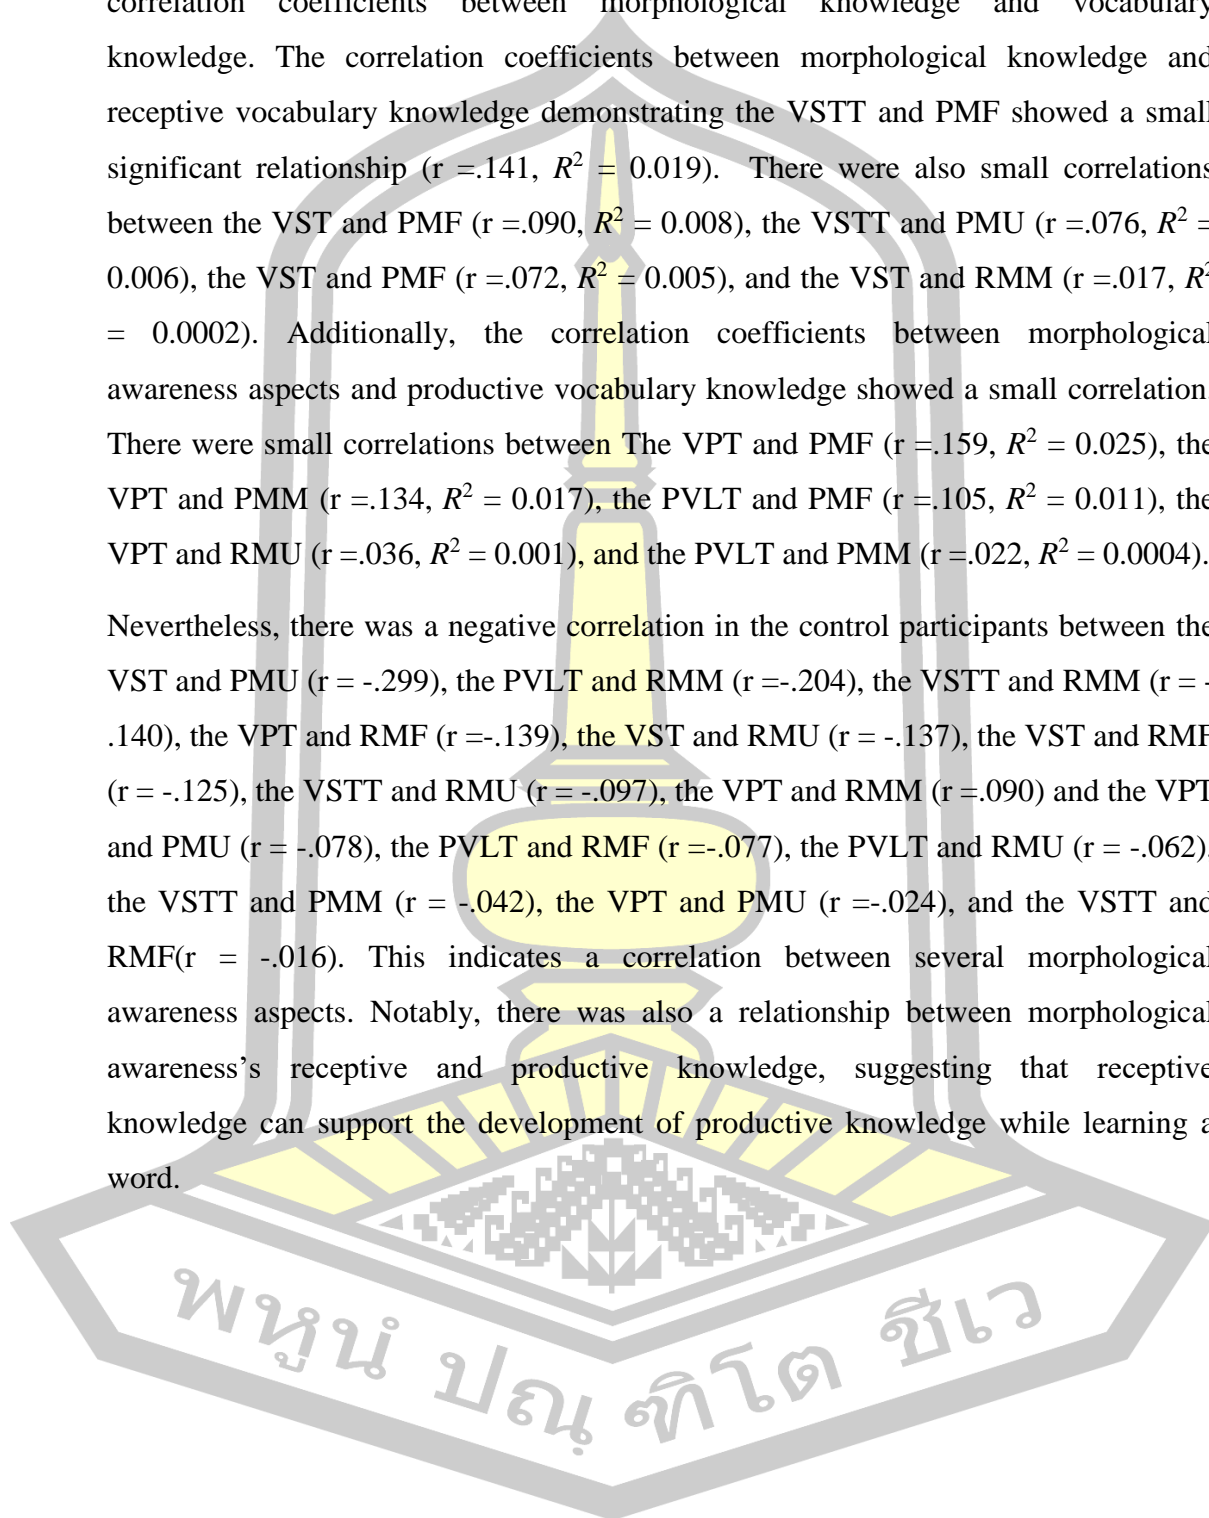 correlation coefficients between morphological knowledge and vocabulary
knowledge. The correlation coefficients between morphological knowledge and
receptive vocabulary knowledge demonstrating the VSTT and PMF showed a small
significant relationship (r =.141, R² = 0.019). There were also small correlations
between the VST and PMF (r =.090, R² = 0.008), the VSTT and PMU (r =.076, R² =
0.006), the VST and PMF (r =.072, R² = 0.005), and the VST and RMM (r =.017, R²
= 0.0002). Additionally, the correlation coefficients between morphological
awareness aspects and productive vocabulary knowledge showed a small correlation.
There were small correlations between The VPT and PMF (r =.159, R² = 0.025), the
VPT and PMM (r =.134, R² = 0.017), the PVLT and PMF (r =.105, R² = 0.011), the
VPT and RMU (r =.036, R² = 0.001), and the PVLT and PMM (r =.022, R² = 0.0004).
Nevertheless, there was a negative correlation in the control participants between the
VST and PMU (r = -.299), the PVLT and RMM (r =-.204), the VSTT and RMM (r = -
.140), the VPT and RMF (r =-.139), the VST and RMU (r = -.137), the VST and RMF
(r = -.125), the VSTT and RMU (r = -.097), the VPT and RMM (r =.090) and the VPT
and PMU (r = -.078), the PVLT and RMF (r =-.077), the PVLT and RMU (r = -.062),
the VSTT and PMM (r = -.042), the VPT and PMU (r =-.024), and the VSTT and
RMF(r = -.016). This indicates a correlation between several morphological
awareness aspects. Notably, there was also a relationship between morphological
awareness’s receptive and productive knowledge, suggesting that receptive
knowledge can support the development of productive knowledge while learning a
word.
พหูนํ ปณฺฑิโต ชีเว